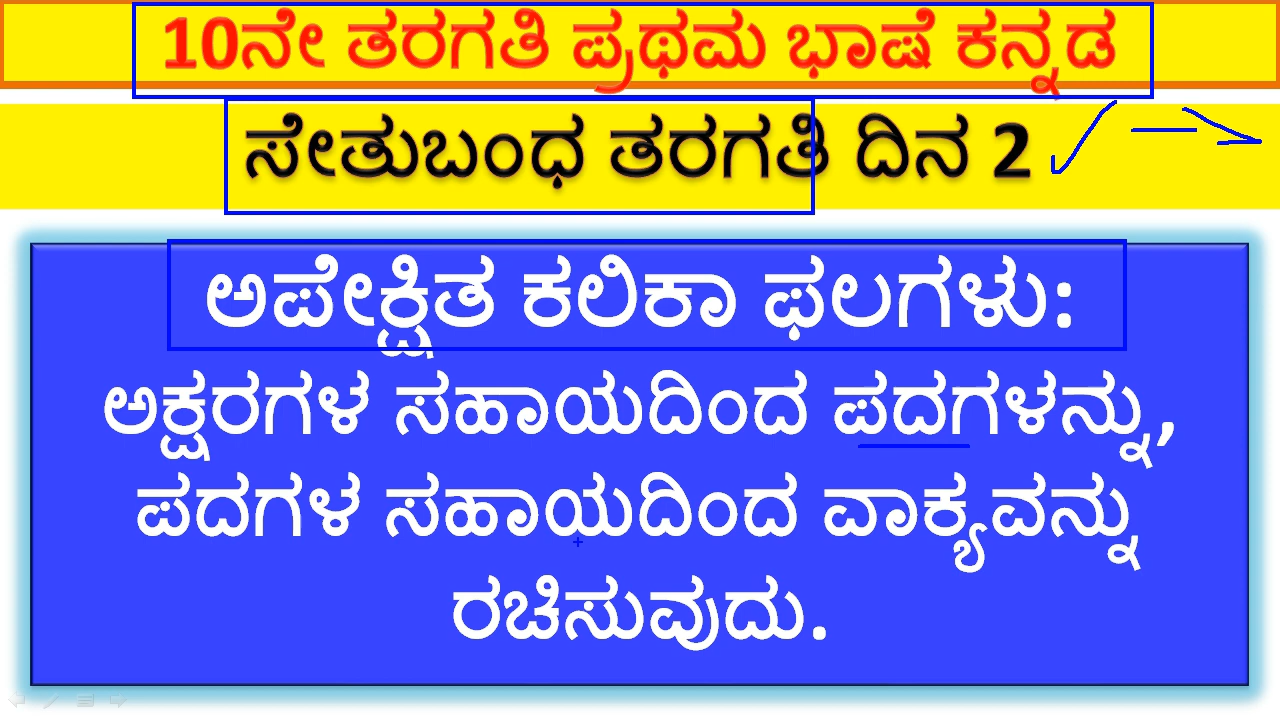 10ನೇ ತರಗತಿ ಪ್ರಥಮ ಭಾಷೆ ಕನ್ನಡ
ಸೇತುಬಂಧ ತರಗತಿ ದಿನ 2
ಅಪೇಕ್ಷಿತ ಕಲಿಕಾ ಫಲಗಳು:
ಅಕ್ಷರಗಳ ಸಹಾಯದಿಂದ ಪದಗಳನ್ನು,
ಪದಗಳ ಸಹಾಯದಿಂದ ವಾಕ್ಯವನ್ನು
ರಚಿಸುವುದು.